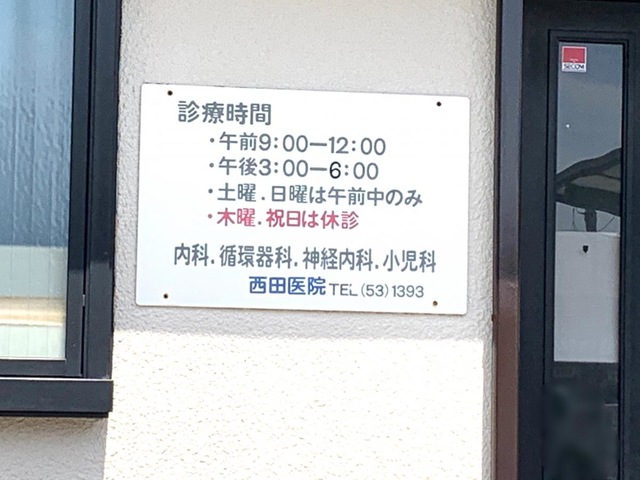 診療時間
・午前9:00ー12:00
・午後3:00ー6:00
・土曜.日曜は午前中のみ
・木曜.祝日は休診
内科.循環器科.神経内科.小児科
西田医院 TEL(53)1393
SECOM